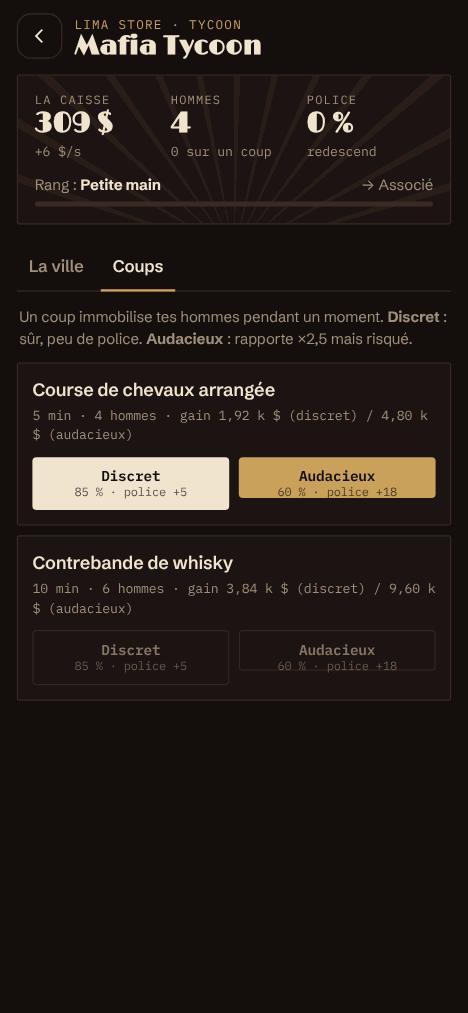 LIMA STORE · TYCOON
Mafia Tycoon
LA CAISSE HOMMES POLICE
309 $ 4 0 %
+6 $/s 0 sur un coup redescend
Rang : Petite main → Associé
La ville Coups
Un coup immobilise tes hommes pendant un moment. Discret :
sûr, peu de police. Audacieux : rapporte ×2,5 mais risqué.
Course de chevaux arrangée
5 min · 4 hommes · gain 1,92 k $ (discret) / 4,80 k
$ (audacieux)
Discret Audacieux
85 % · police +5 60 % · police +18
Contrebande de whisky
10 min · 6 hommes · gain 3,84 k $ (discret) / 9,60 k
$ (audacieux)
Discret Audacieux
85 % · police +5 60 % · police +18